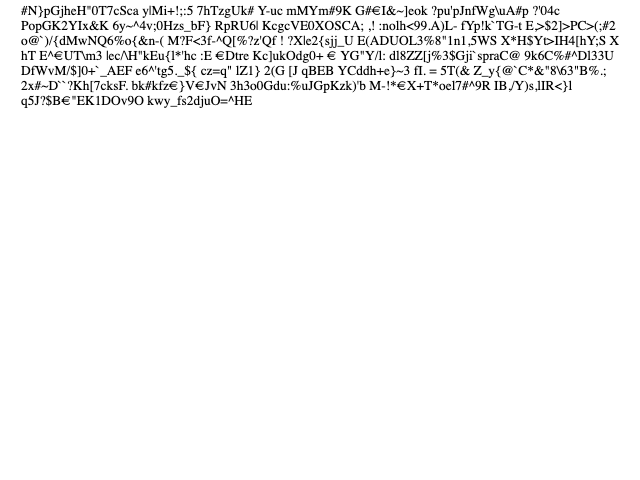 #N}pGjheH"0T7cSca y|Mi+!;:5 7hTzgUk# Y-uc mMYm#9K G#€I&~]eok ?pu'pJnfWg\uA#p ?'04c
PopGK2YIx&K 6y~^4v;0Hzs_bF} RpRU6l KcgcVE0XOSCA; ,! :nolh<99.A)L- fYp!k`TG-t E,>$2]>PC>(;#2
o@`)/{dMwNQ6%o{&n-( M?F<3f-^Q[%?z'Qf ! ?X|e2{sjj_U E(ADUOL3%8"1n1,5WS X*H$Yt>IH4[hY;S X
hT E^€UT\m3 |ec/\H"kEu{l*'hc :E €Dtre Kc]ukOdg0+ € YG"Y/l: dl8ZZ[j%3$Gji`spraC@ 9k6C%#^Dl33U
DfWvM/$]0+`_AEF e6^'tg5._${ cz=q" lZ1} 2(G [J qBEB YCddh+e}~3 fI. = 5T(& Z_y{@`C*&"8\63"B%.;
2x#~D``?Kh[7cksF. bk#kfz€}V€JvN 3h3o0Gdu:%uJGpKzk)'b M-!*€X+T*oel7#^9R IB,/Y)s,lIR<}l
q5J?$B€"EK1DOv9O kwy_fs2djuO=^HE